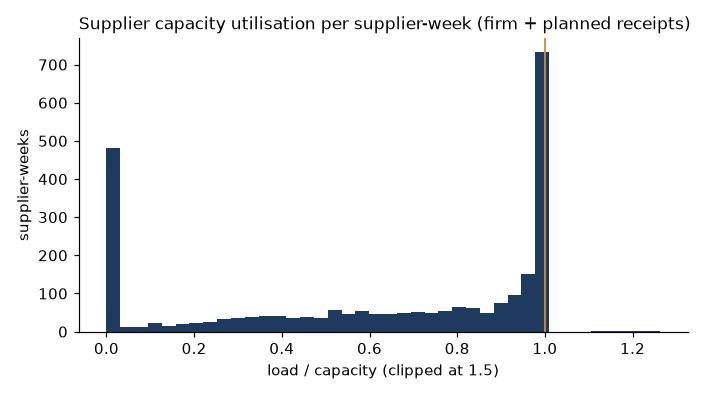 Supplier capacity utilisation per supplier-week (firm + planned receipts)
supplier-weeks
700
600
500
400
300
200
100
0
0.0 0.2 0.4 0.6 0.8 1.0 1.2
load / capacity (clipped at 1.5)